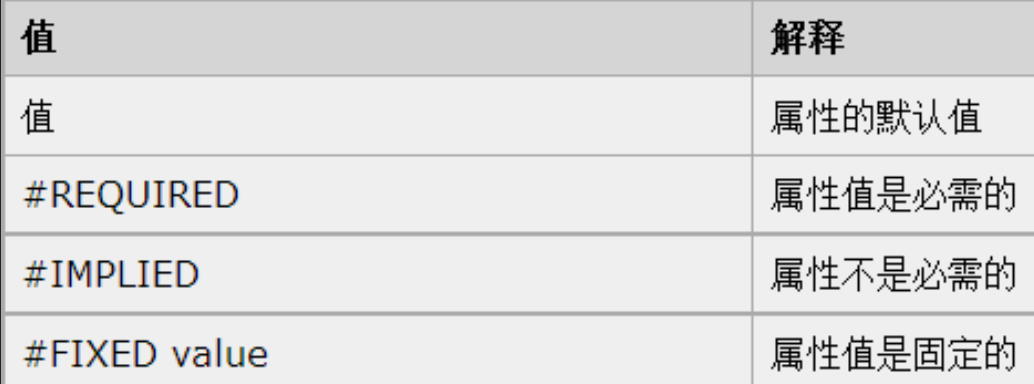 值 解释
值 属性的默认值
#REQUIRED 属性值是必需的
#IMPLIED 属性不是必需的
#FIXED value 属性值是固定的